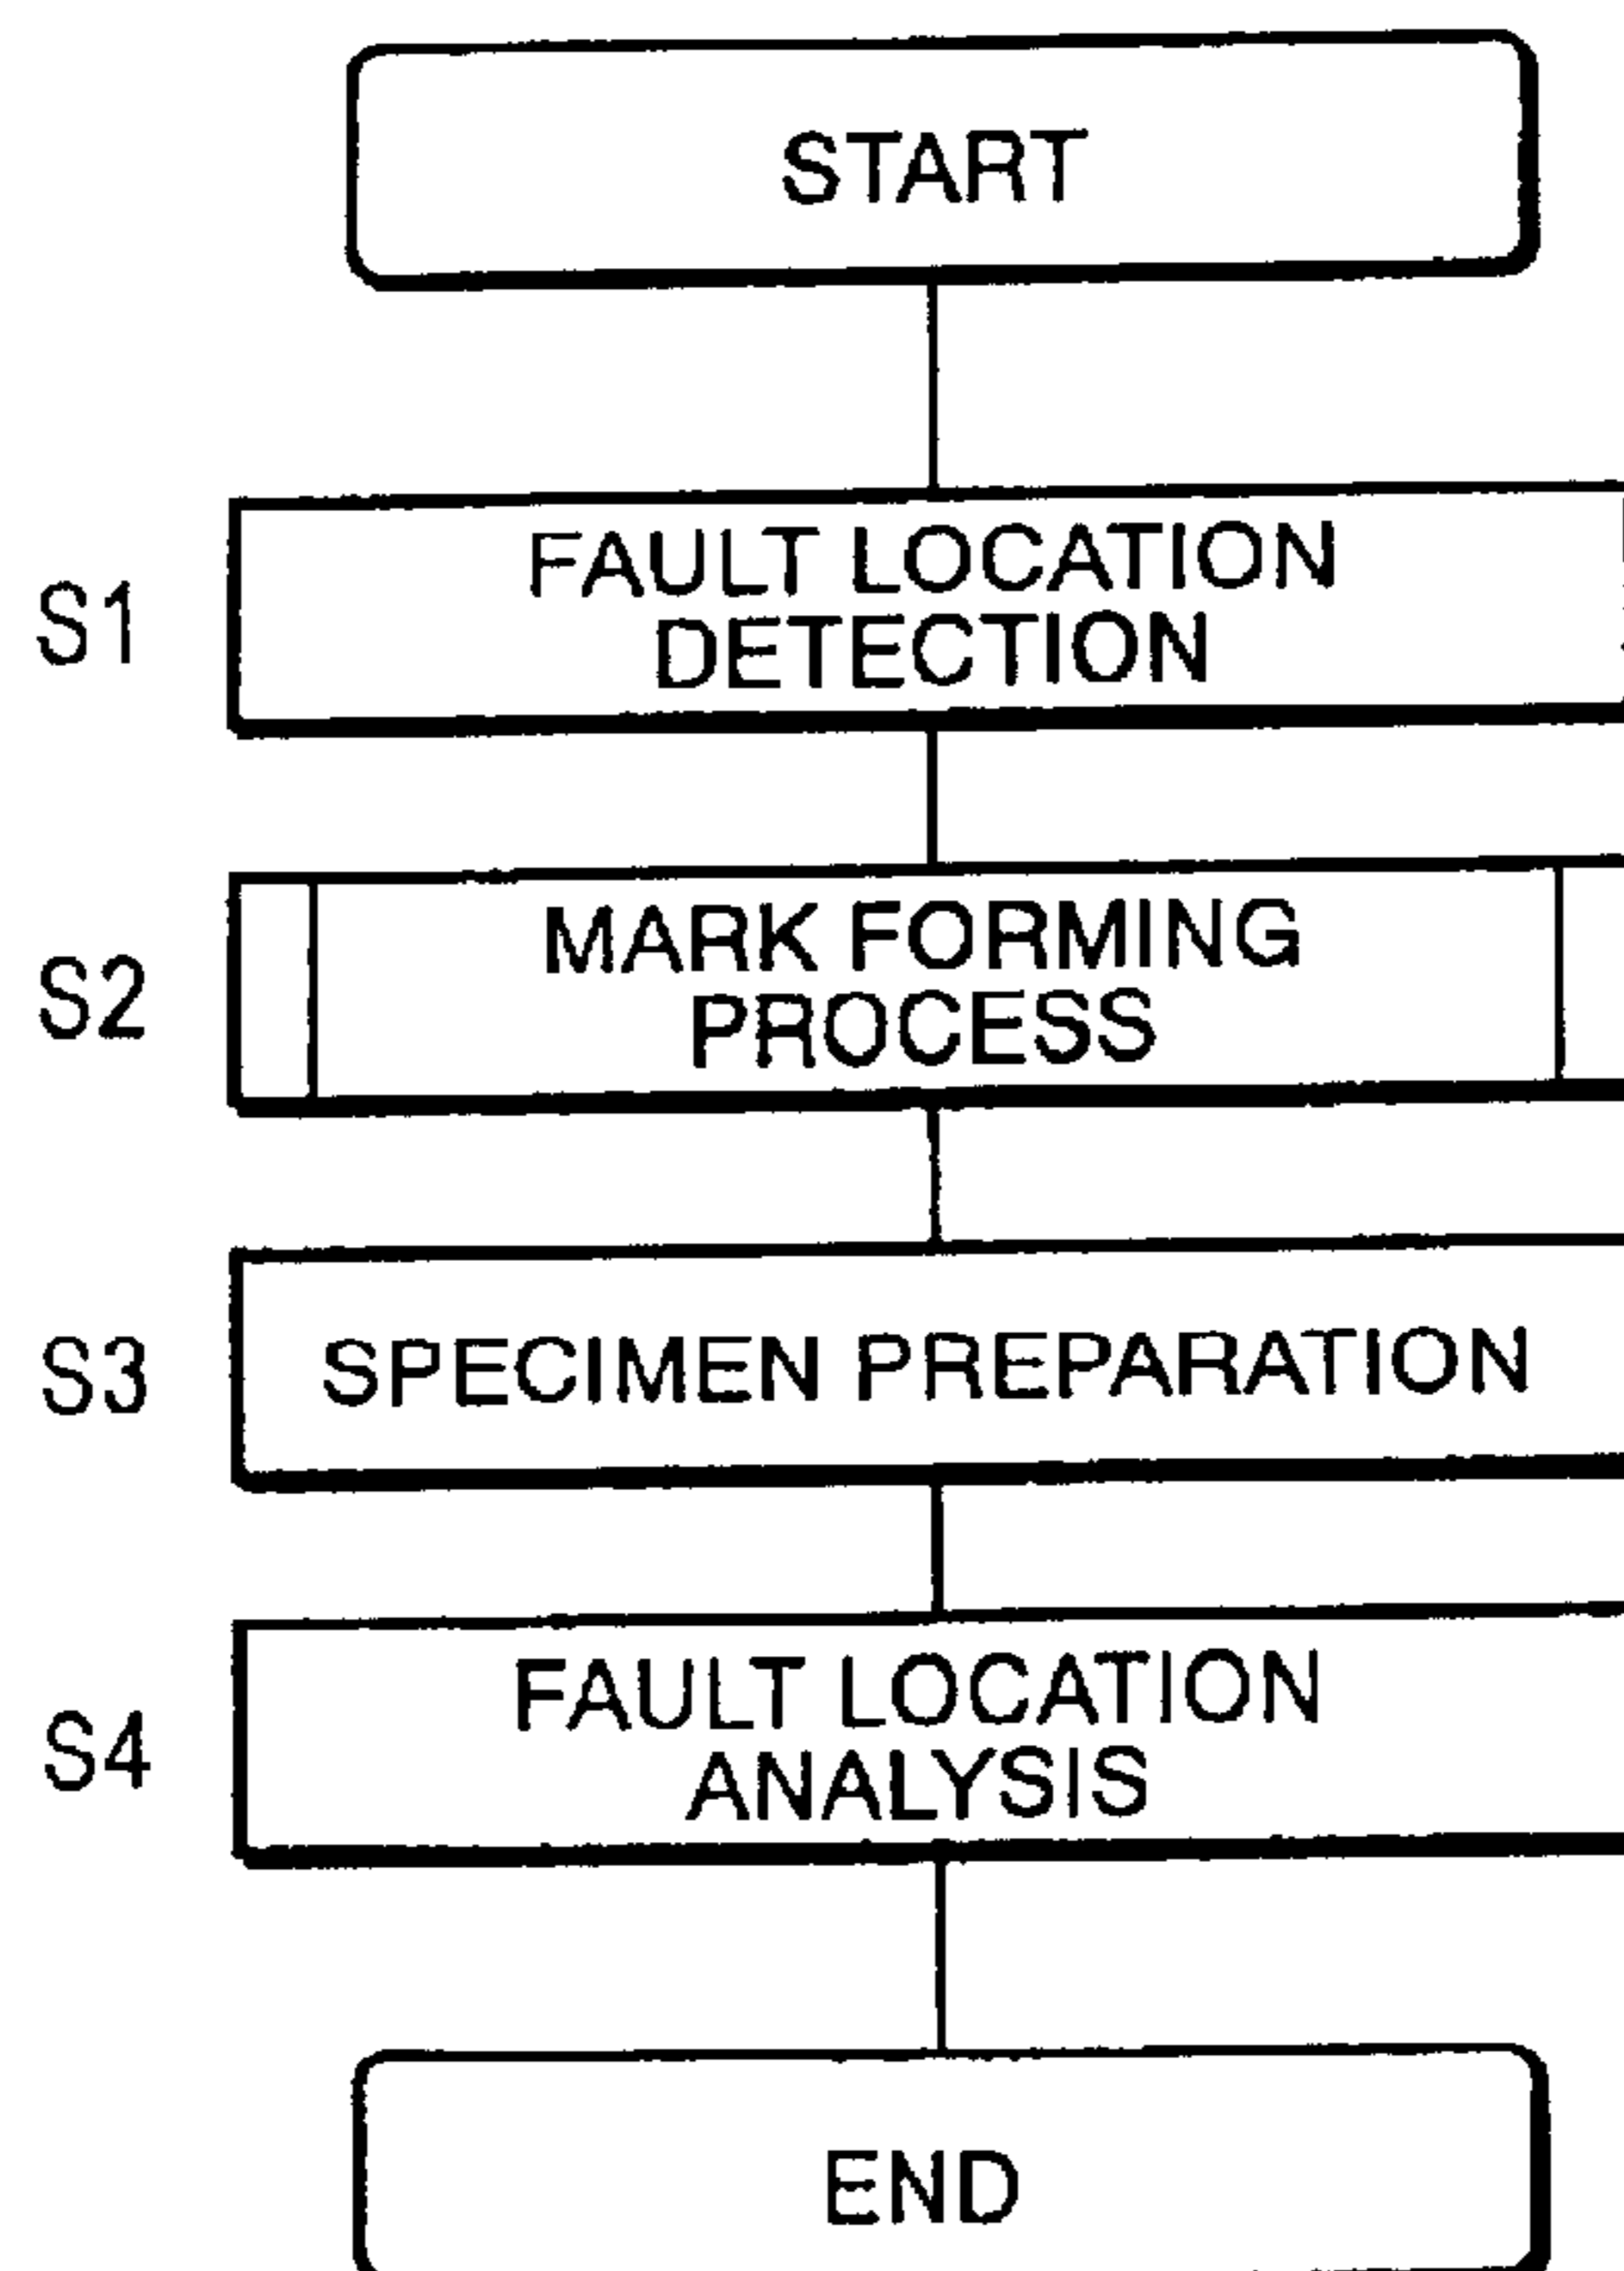 START
S1
FAULT LOCATION
DETECTION
S2
MARK FORMING
PROCESS
S3
SPECIMEN PREPARATION
S4
FAULT LOCATION
ANALYSIS
END